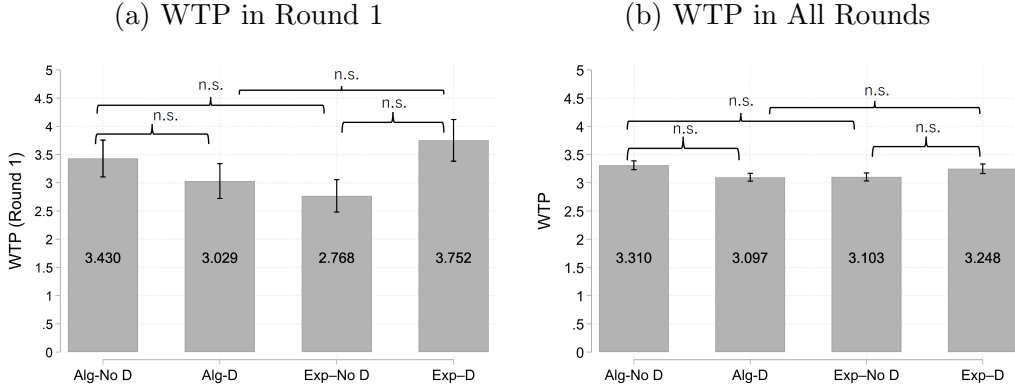 (a) WTP in Round 1
WTP (Round 1)
5
4.5
4
3.5
3
2.5
2
1.5
1
.5
0
n.s.
n.s.
n.s.
n.s.
3.430
3.029
2.768
3.752
Alg-No D
Alg-D
Exp–No D
Exp–D
(b) WTP in All Rounds
WTP
5
4.5
4
3.5
3
2.5
2
1.5
1
.5
0
n.s.
n.s.
n.s.
n.s.
3.310
3.097
3.103
3.248
Alg-No D
Alg-D
Exp–No D
Exp–D